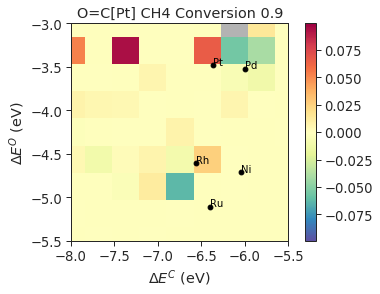 O=C[Pt] CH4 Conversion 0.9
ΔE^O (eV)
−3.0
−3.5
−4.0
−4.5
−5.0
−5.5
Pt
Pd
Rh
Ni
Ru
−8.0 −7.5 −7.0 −6.5 −6.0 −5.5
ΔE^C (eV)
0.075
0.050
0.025
0.000
−0.025
−0.050
−0.075